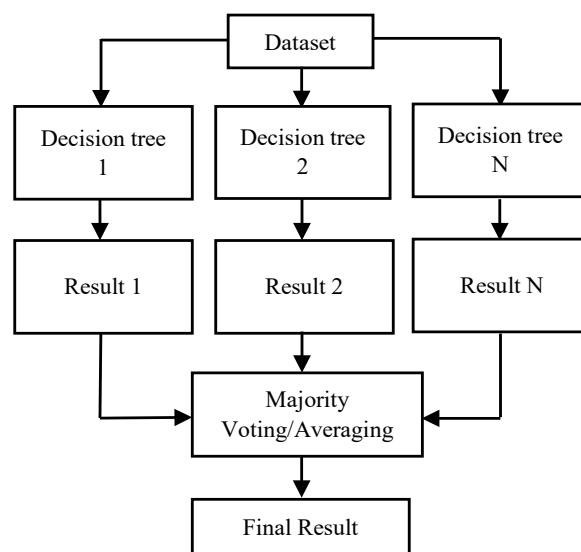 Dataset
Decision tree
1
Decision tree
2
Decision tree
N
Result 1
Result 2
Result N
Majority
Voting/Averaging
Final Result